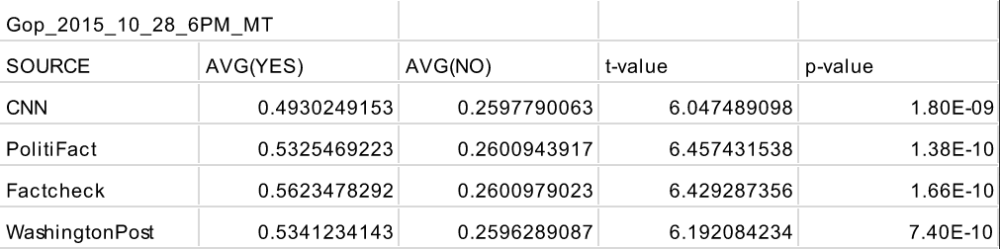 Gop_2015_10_28_6PM_MT
SOURCE AVG(YES) AVG(NO) t-value p-value
CNN 0.4930249153 0.2597790063 6.047489098 1.80E-09
PolitiFact 0.5325469223 0.2600943917 6.457431538 1.38E-10
Factcheck 0.5623478292 0.2600979023 6.429287356 1.66E-10
WashingtonPost 0.5341234143 0.2596289087 6.192084234 7.40E-10